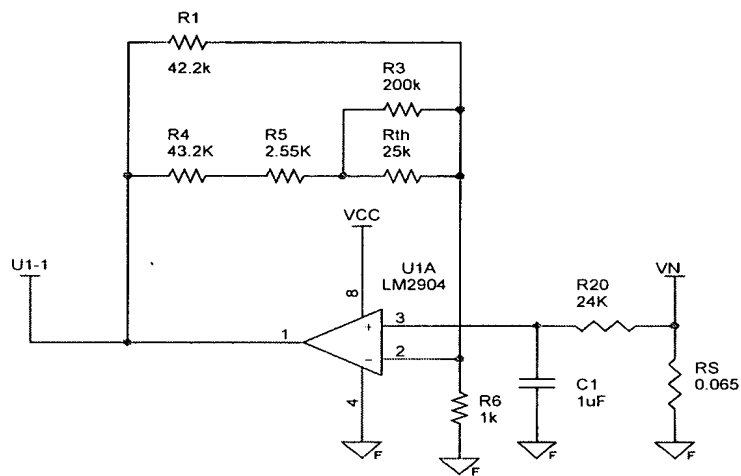 R1
42.2k
R3
200k
R4
43.2K
R5
2.55K
Rth
25k
VCC
U1-1
U1A
LM2904
VN
8
R20
24K
1
+
3
-
2
4
R6
1k
C1
1uF
RS
0.065
F
F
F
F